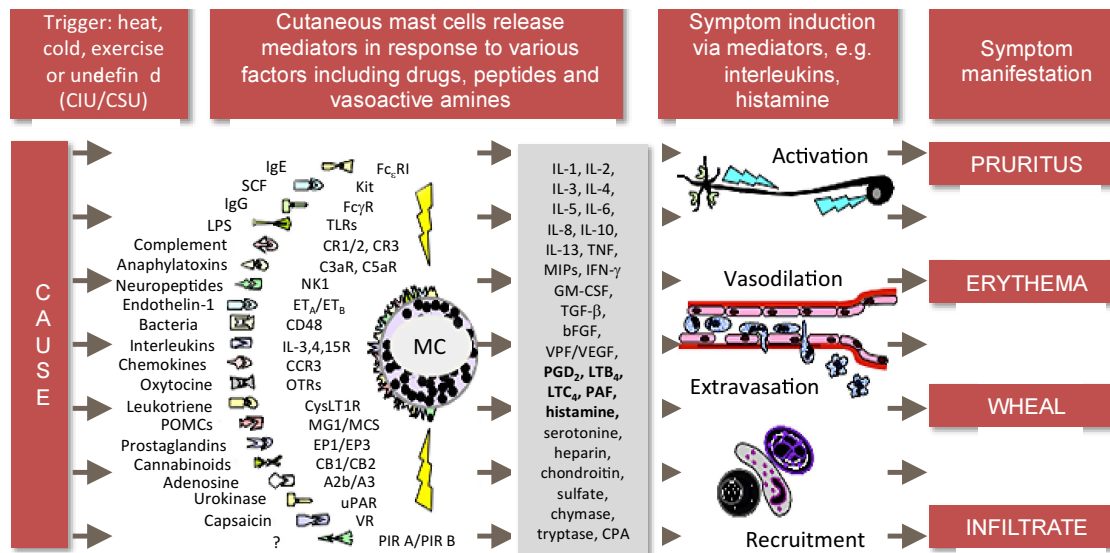 Trigger: heat,
cold, exercise
or undefin d
(CIU/CSU)
Cutaneous mast cells release
mediators in response to various
factors including drugs, peptides and
vasoactive amines
Symptom induction
via mediators, e.g.
interleukins,
histamine
Symptom
manifestation
CAUSE
IgE FcεRI
SCF Kit
IgG FcγR
LPS TLRs
Complement CR1/2, CR3
Anaphylatoxins C3aR, C5aR
Neuropeptides NK1
Endothelin-1 ETA/ETB
Bacteria CD48
Interleukins IL-3,4,15R
Chemokines CCR3
Oxytocine OTRs
Leukotriene CysLT1R
POMCs MG1/MCS
Prostaglandins EP1/EP3
Cannabinoids CB1/CB2
Adenosine A2b/A3
Urokinase uPAR
Capsaicin VR
? PIR A/PIR B
MC
IL-1, IL-2,
IL-3, IL-4,
IL-5, IL-6,
IL-8, IL-10,
IL-13, TNF,
MIPs, IFN-γ
GM-CSF,
TGF-β,
bFGF,
VPF/VEGF,
PGD2, LTB4,
LTC4, PAF,
histamine,
serotonine,
heparin,
chondroitin,
sulfate,
chymase,
tryptase, CPA
Activation
Vasodilation
Extravasation
Recruitment
PRURITUS
ERYTHEMA
WHEAL
INFILTRATE